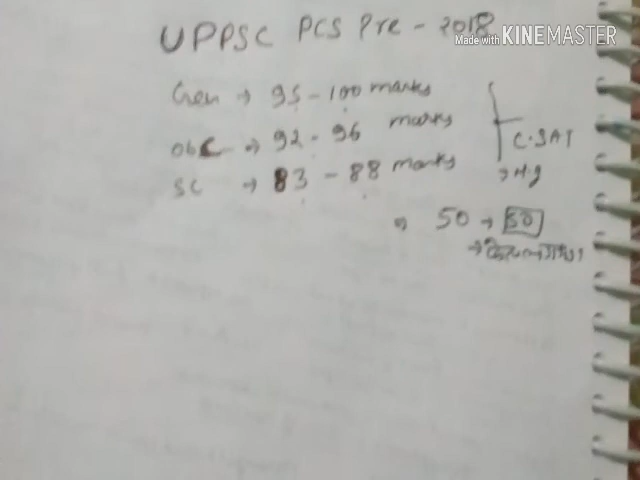 UPPSC PCS Pre - 2018
Made with KINEMASTER
Gen → 95 - 100 marks
Obc → 92 - 96 marks
C-SAT
SC → 83 - 88 marks
→ 50 → 50